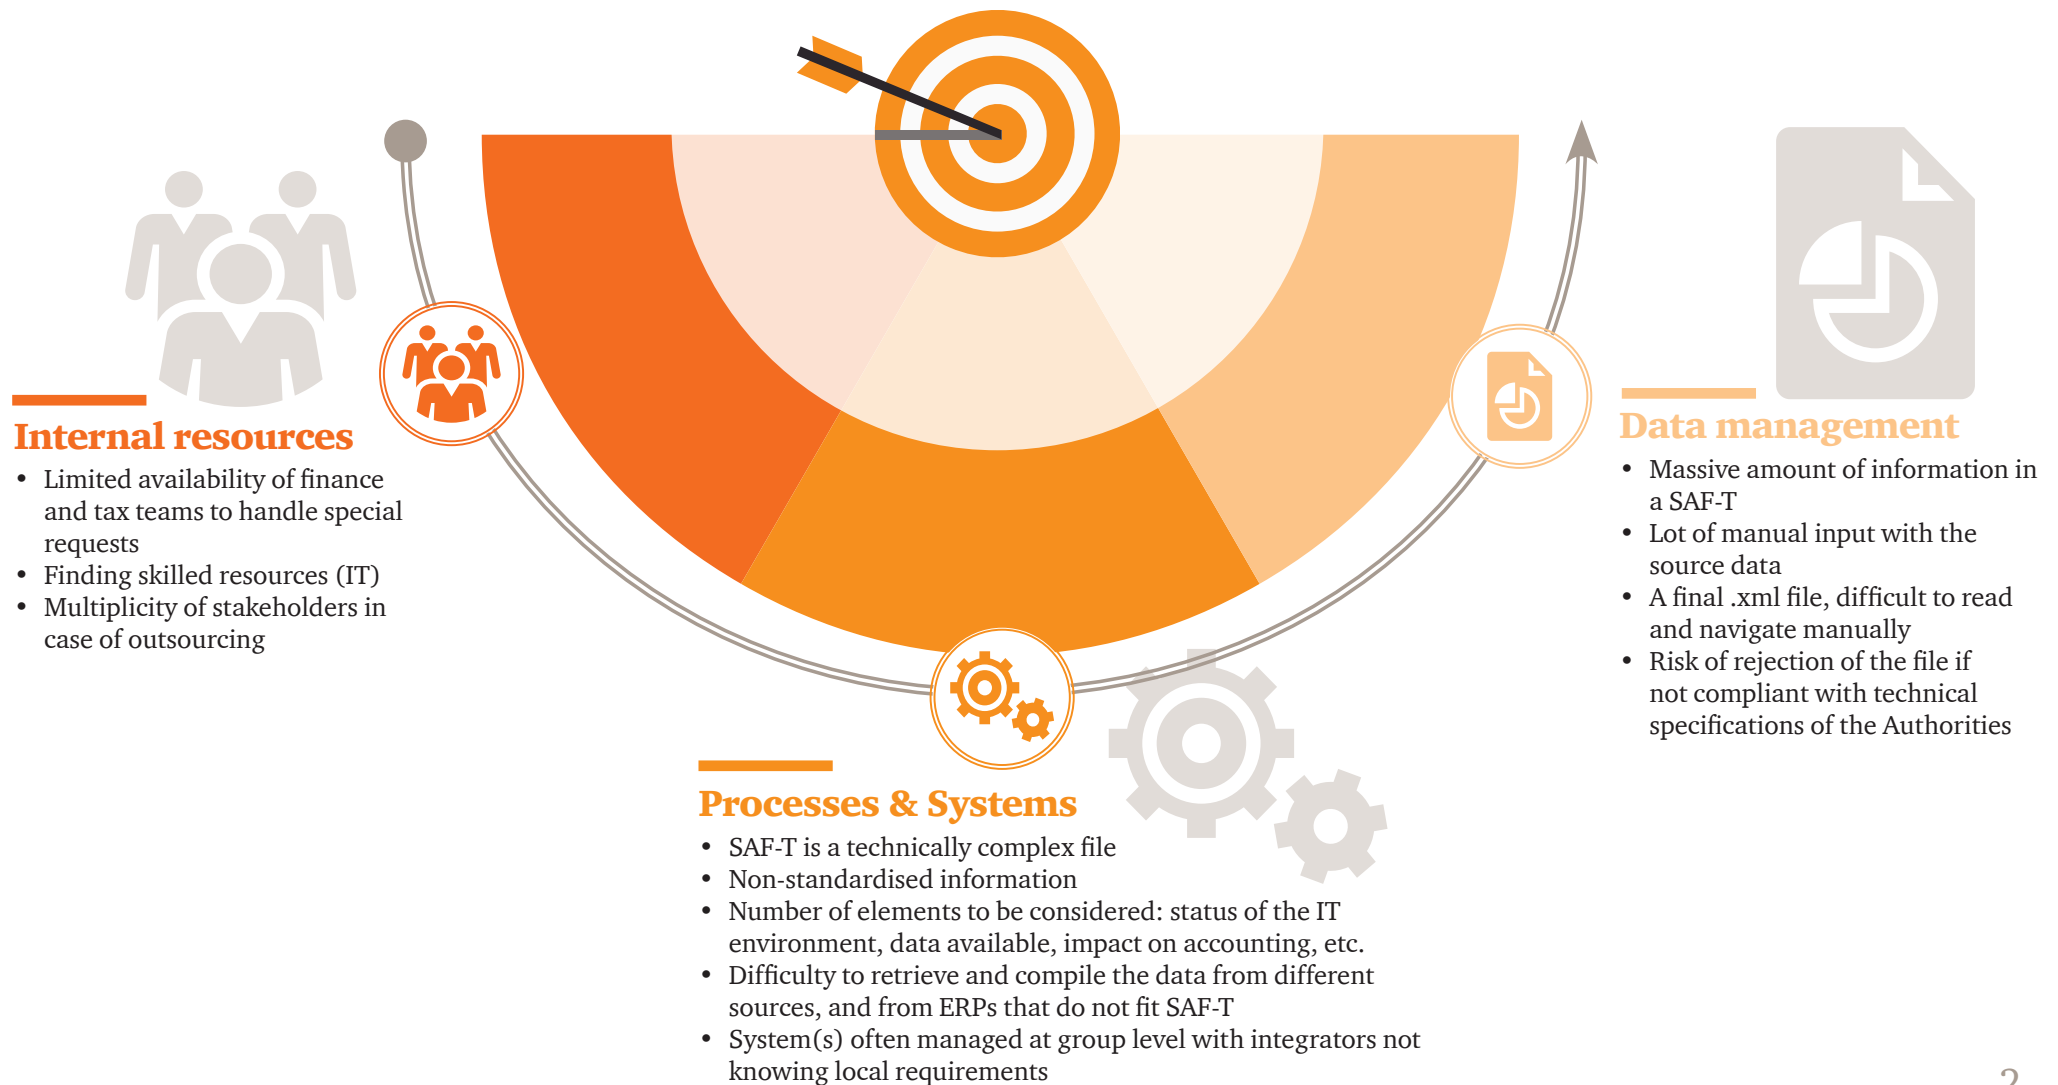 Internal resources
• Limited availability of finance
and tax teams to handle special
requests
• Finding skilled resources (IT)
• Multiplicity of stakeholders in
case of outsourcing
Processes & Systems
• SAF-T is a technically complex file
• Non-standardised information
• Number of elements to be considered: status of the IT
environment, data available, impact on accounting, etc.
• Difficulty to retrieve and compile the data from different
sources, and from ERPs that do not fit SAF-T
• System(s) often managed at group level with integrators not
knowing local requirements
Data management
• Massive amount of information in
a SAF-T
• Lot of manual input with the
source data
• A final .xml file, difficult to read
and navigate manually
• Risk of rejection of the file if
not compliant with technical
specifications of the Authorities
2